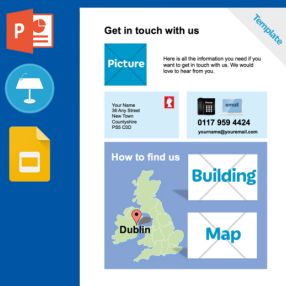 P
Template
Get in touch with us
Picture
Here is all the information you need if you
want to get in touch with us. We would
love to hear from you.
Your Name
36 Any Street
New Town
Countyshire
PS5 C0D
email
0117 959 4424
yourname@youremail.com
How to find us
Building
Dublin
Map